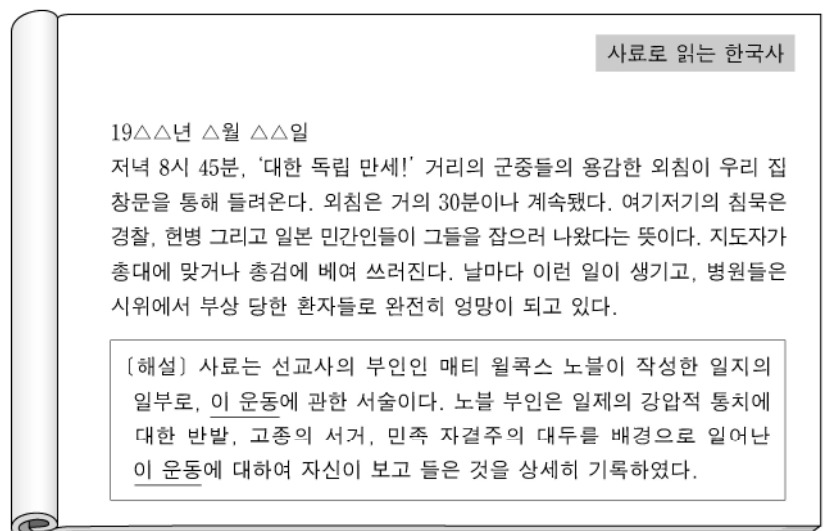 사료로 읽는 한국사
19△△년 △월 △△일
저녁 8시 45분, ‘대한 독립 만세!’ 거리의 군중들의 용감한 외침이 우리 집
창문을 통해 들려온다. 외침은 거의 30분이나 계속됐다. 여기저기의 침묵은
경찰, 헌병 그리고 일본 민간인들이 그들을 잡으러 나왔다는 뜻이다. 지도자가
총대에 맞거나 총검에 베여 쓰러진다. 날마다 이런 일이 생기고, 병원들은
시위에서 부상 당한 환자들로 완전히 엉망이 되고 있다.
〔해설〕 사료는 선교사의 부인인 매티 윌콕스 노블이 작성한 일지의
일부로, 이 운동에 관한 서술이다. 노블 부인은 일제의 강압적 통치에
대한 반발, 고종의 서거, 민족 자결주의 대두를 배경으로 일어난
이 운동에 대하여 자신이 보고 들은 것을 상세히 기록하였다.